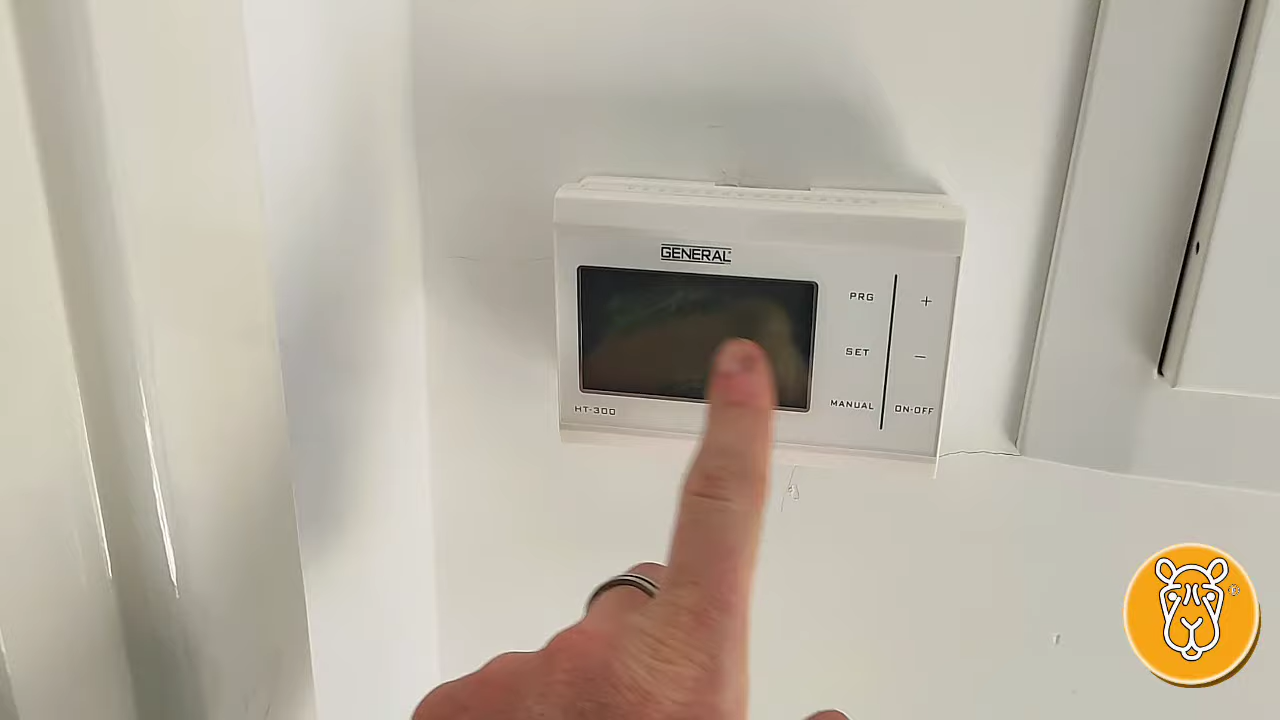 GENERAL
PRG
+
SET
-
MANUAL
ON-OFF
HT-300